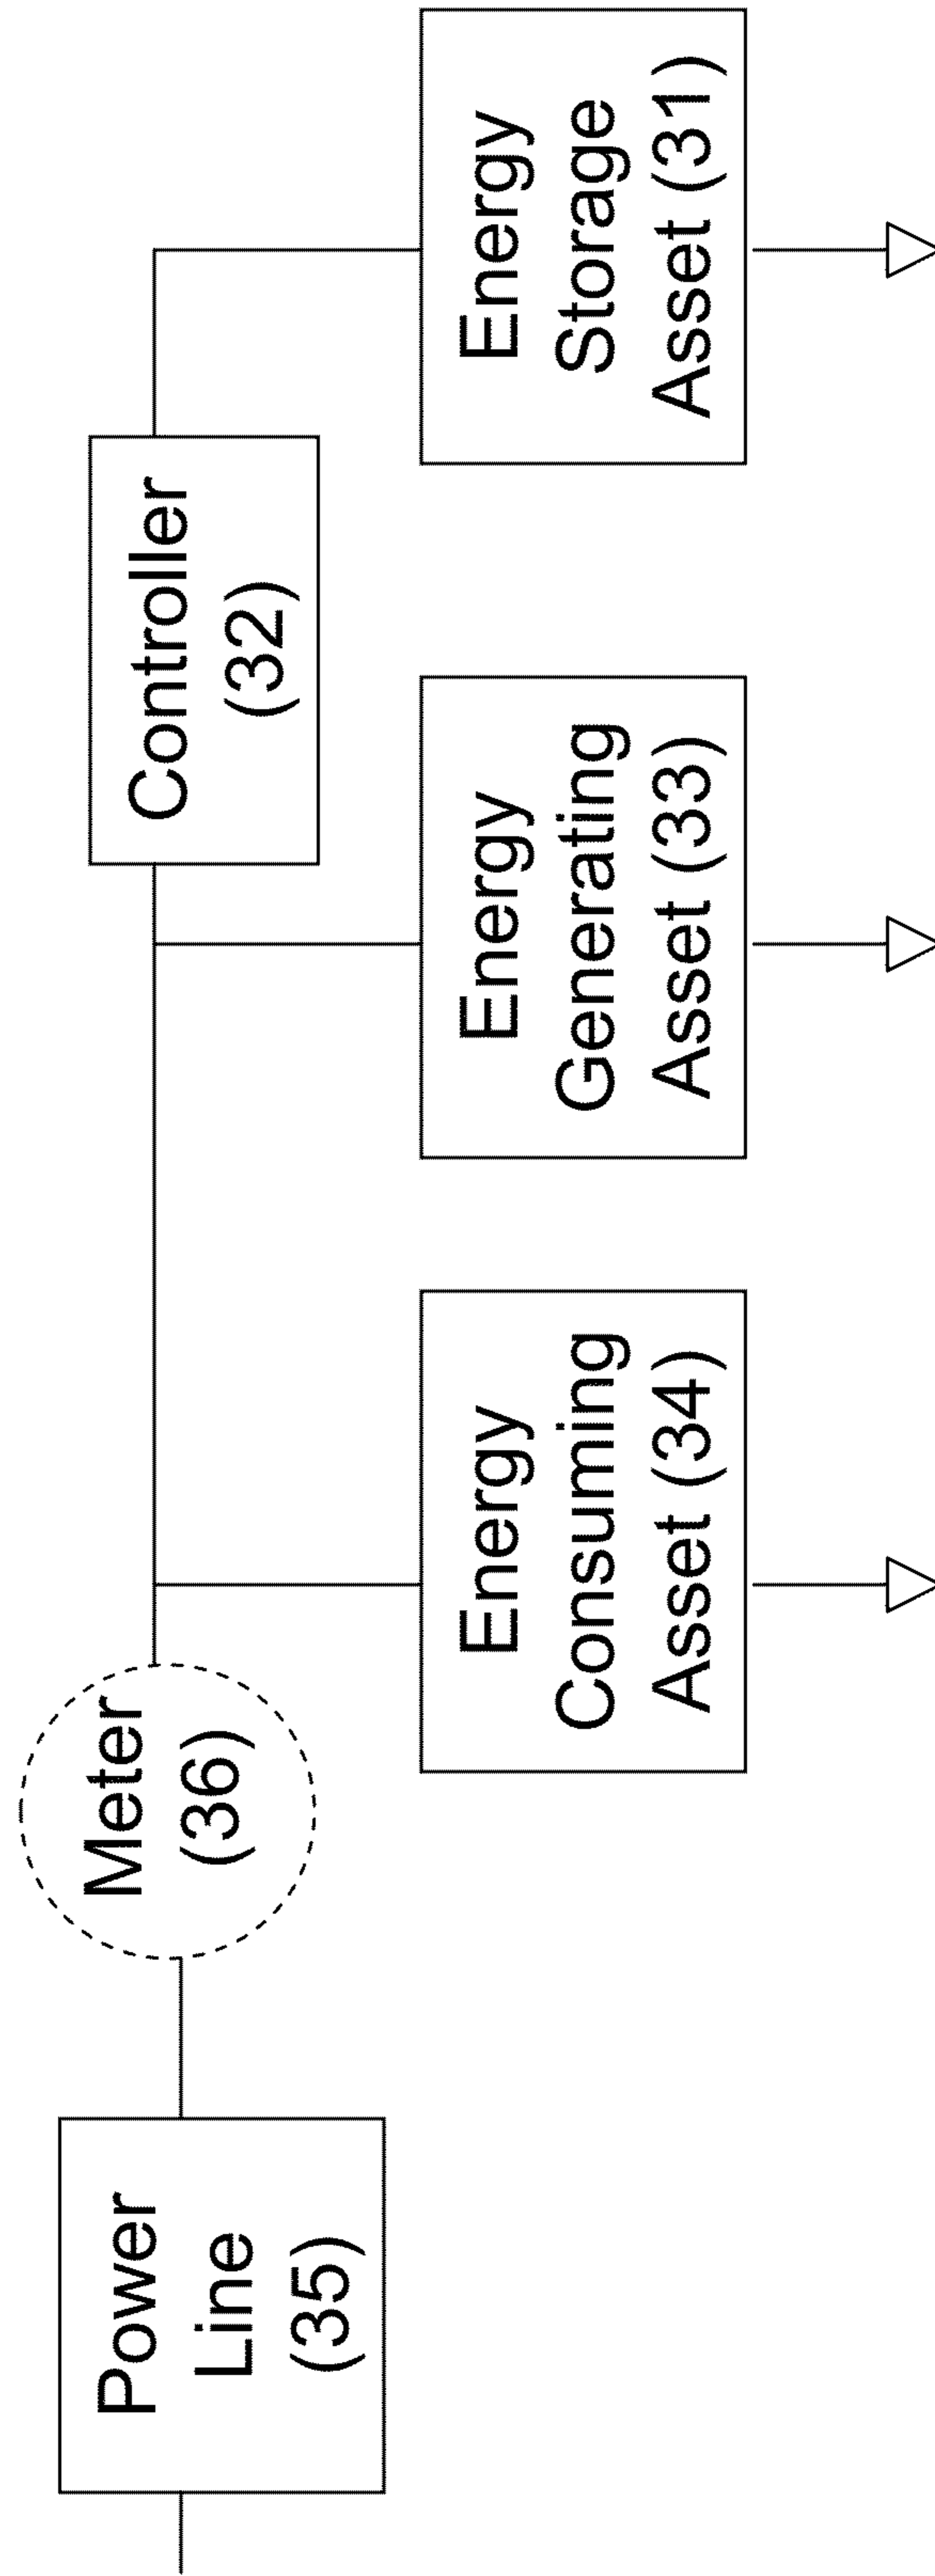 Power
Line
(35)
Meter
(36)
Controller
(32)
Energy
Consuming
Asset (34)
Energy
Generating
Asset (33)
Energy
Storage
Asset (31)